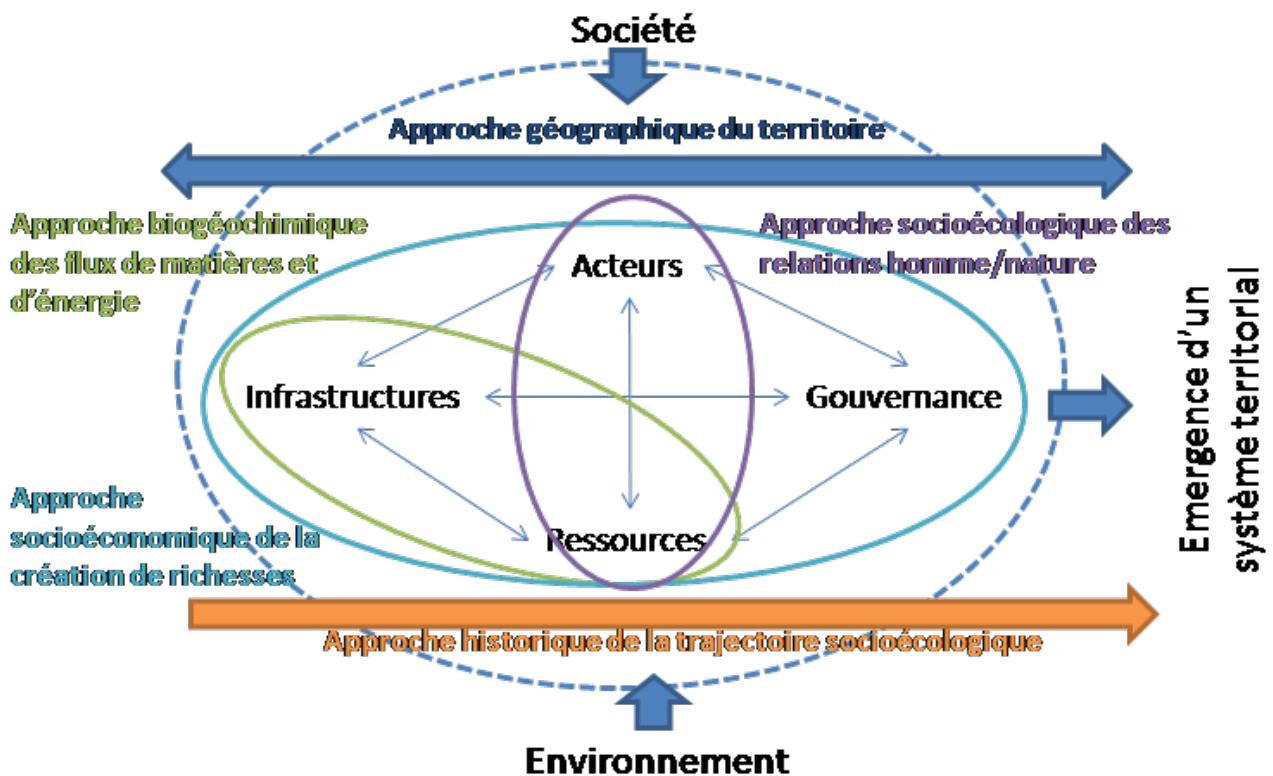 Société
Approche géographique du territoire
Approche biogéochimique
des flux de matières et
d'énergie
Approche socioécologique des
relations homme/nature
Acteurs
Infrastructures
Gouvernance
Ressources
Approche
socioéconomique de la
création de richesses
Emergence d'un
système territorial
Approche historique de la trajectoire socioécologique
Environnement